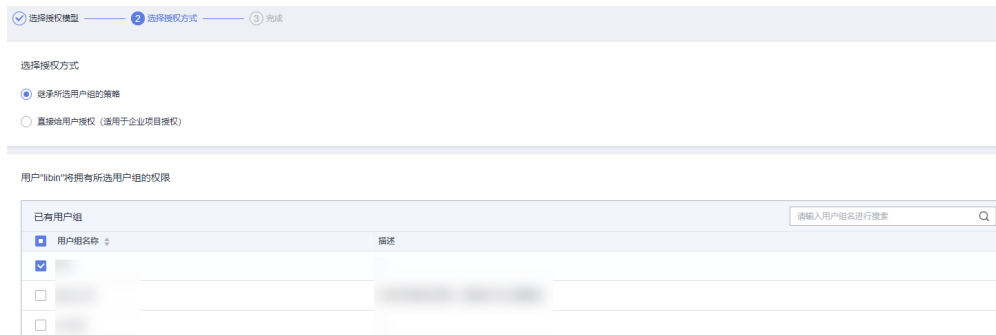 选择授权模型 2 选择授权方式 3 完成
选择授权方式
继承所选用户组的策略
直接给用户授权（适用于企业项目授权）
用户"libin"将拥有所选用户组的权限
已有用户组 请输入用户组名进行搜索
用户组名称 描述